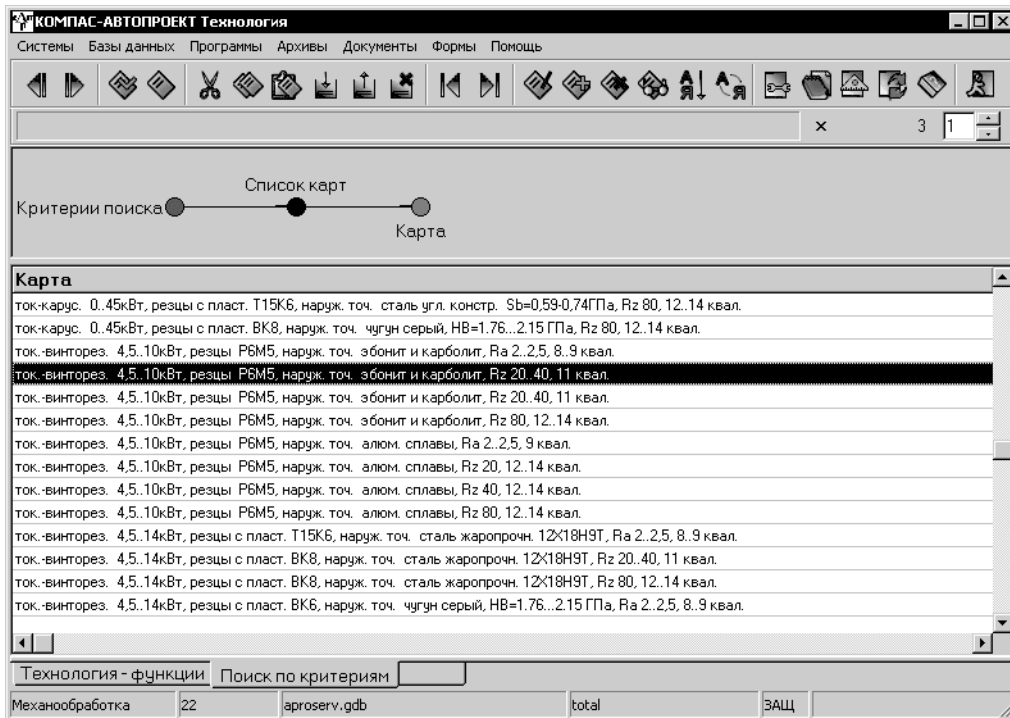 КОМПАС-АВТОПРОЕКТ Технология
Системы Базы данных Программы Архивы Документы Формы Помощь
× 3 1
Список карт
Критерии поиска
Карта
Карта
ток-карус. 0..45кВт, резцы с пласт. Т15К6, наруж. точ. сталь угл. констр. Sb=0,59-0,74ГПа, Rz 80, 12..14 квал.
ток-карус. 0..45кВт, резцы с пласт. ВК8, наруж. точ. чугун серый, НВ=1.76...2.15 ГПа, Rz 80, 12..14 квал.
ток.-винторез. 4,5..10кВт, резцы Р6М5, наруж. точ. эбонит и карболит, Ra 2..2,5, 8..9 квал.
ток.-винторез. 4,5..10кВт, резцы Р6М5, наруж. точ. эбонит и карболит, Rz 20..40, 11 квал.
ток.-винторез. 4,5..10кВт, резцы Р6М5, наруж. точ. эбонит и карболит, Rz 20..40, 11 квал.
ток.-винторез. 4,5..10кВт, резцы Р6М5, наруж. точ. эбонит и карболит, Rz 80, 12..14 квал.
ток.-винторез. 4,5..10кВт, резцы Р6М5, наруж. точ. алюм. сплавы, Ra 2..2,5, 9 квал.
ток.-винторез. 4,5..10кВт, резцы Р6М5, наруж. точ. алюм. сплавы, Rz 20, 12..14 квал.
ток.-винторез. 4,5..10кВт, резцы Р6М5, наруж. точ. алюм. сплавы, Rz 40, 12..14 квал.
ток.-винторез. 4,5..10кВт, резцы Р6М5, наруж. точ. алюм. сплавы, Rz 80, 12..14 квал.
ток.-винторез. 4,5..14кВт, резцы с пласт. Т15К6, наруж. точ. сталь жаропрочн. 12Х18Н9Т, Ra 2..2,5, 8..9 квал.
ток.-винторез. 4,5..14кВт, резцы с пласт. ВК8, наруж. точ. сталь жаропрочн. 12Х18Н9Т, Rz 20..40, 11 квал.
ток.-винторез. 4,5..14кВт, резцы с пласт. ВК8, наруж. точ. сталь жаропрочн. 12Х18Н9Т, Rz 80, 12..14 квал.
ток.-винторез. 4,5..14кВт, резцы с пласт. ВК6, наруж. точ. чугун серый, НВ=1.76...2.15 ГПа, Ra 2..2,5, 8..9 квал.
Технология - функции Поиск по критериям
Механообработка 22 aproserv.gdb total ЗАЩ